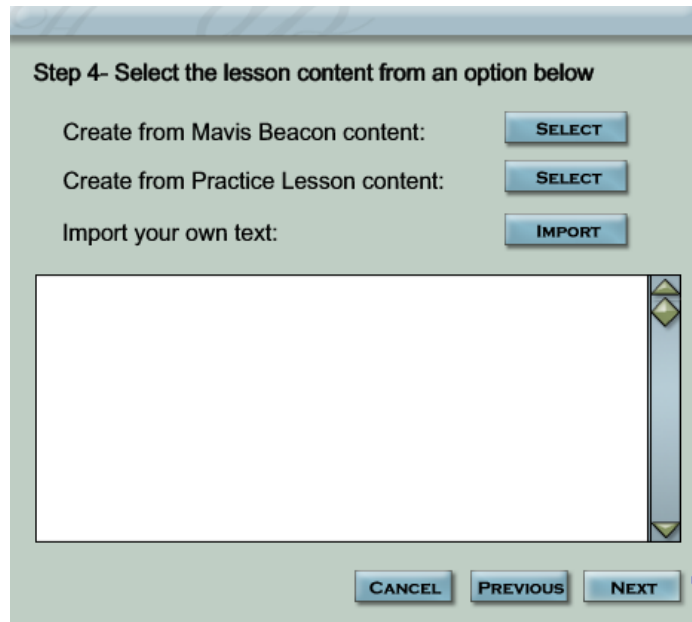 Step 4- Select the lesson content from an option below
Create from Mavis Beacon content: SELECT
Create from Practice Lesson content: SELECT
Import your own text: IMPORT
CANCEL PREVIOUS NEXT